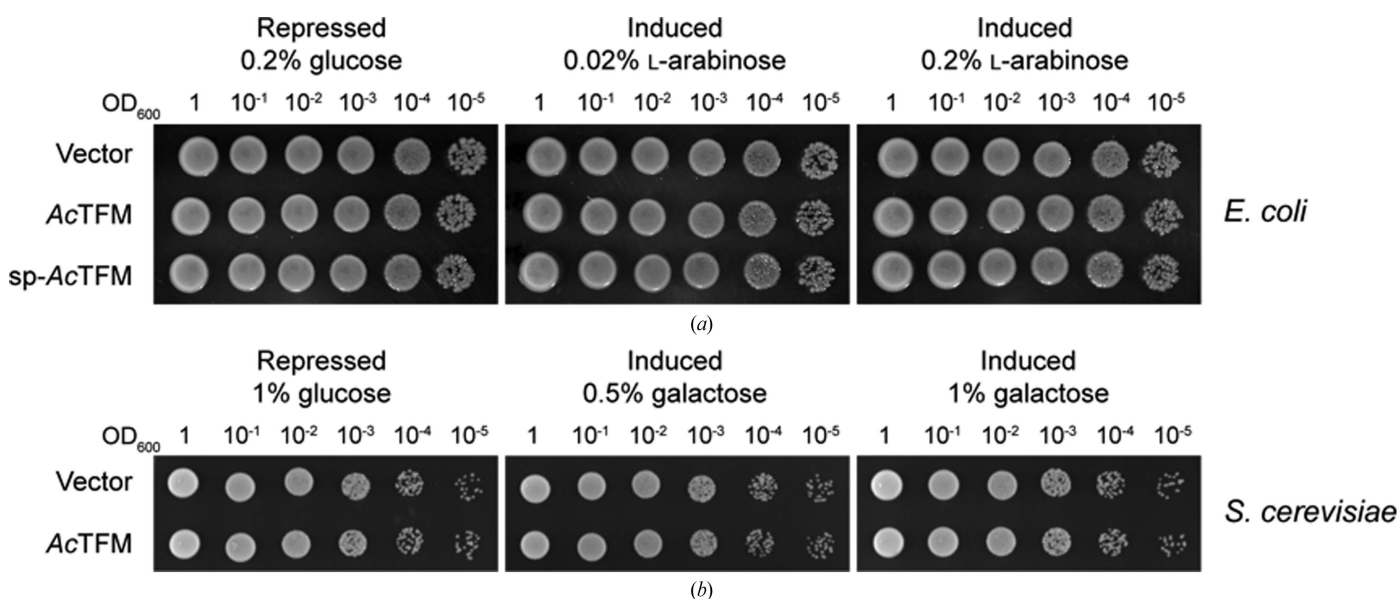 Repressed Induced Induced
0.2% glucose 0.02% L-arabinose 0.2% L-arabinose
OD600 1 10-1 10-2 10-3 10-4 10-5 1 10-1 10-2 10-3 10-4 10-5 1 10-1 10-2 10-3 10-4 10-5
Vector
AcTFM E. coli
sp-AcTFM
(a)
Repressed Induced Induced
1% glucose 0.5% galactose 1% galactose
OD600 1 10-1 10-2 10-3 10-4 10-5 1 10-1 10-2 10-3 10-4 10-5 1 10-1 10-2 10-3 10-4 10-5
Vector
S. cerevisiae
AcTFM
(b)